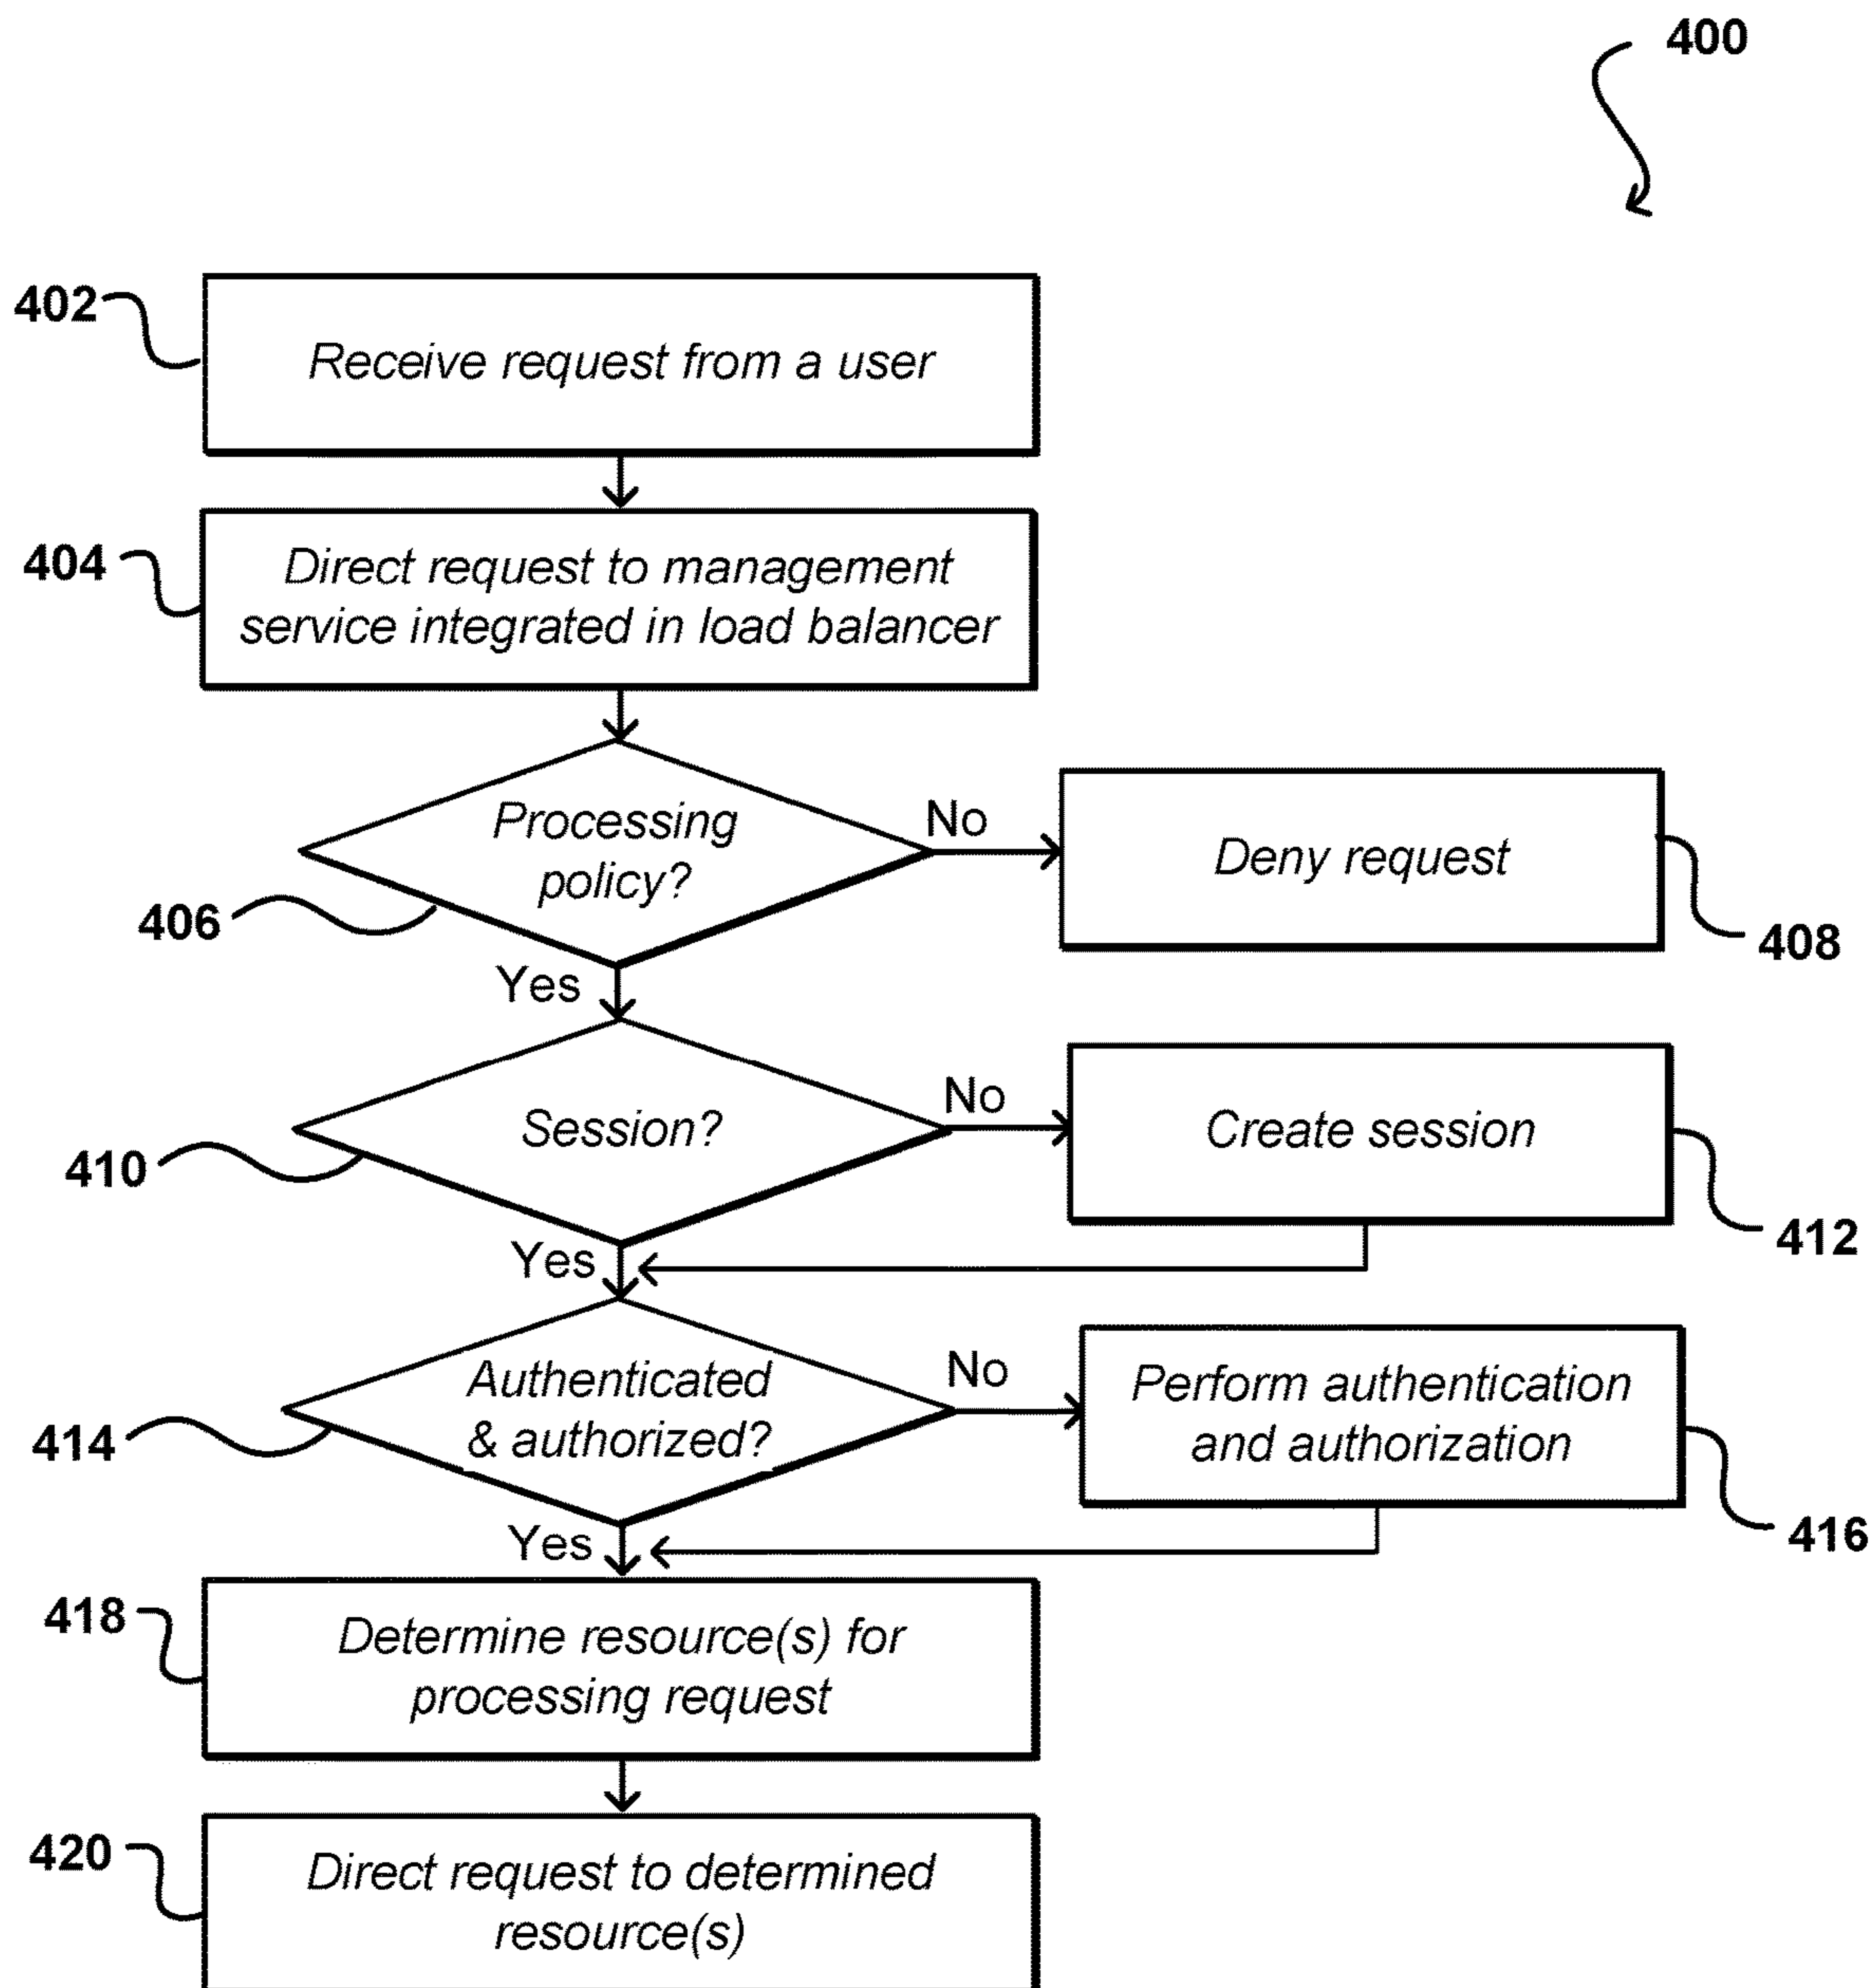 400
402
Receive request from a user
404
Direct request to management
service integrated in load balancer
Processing
policy?
No
Deny request
406
408
Yes
Session?
No
Create session
410
412
Yes
Authenticated
& authorized?
No
Perform authentication
and authorization
414
416
Yes
418
Determine resource(s) for
processing request
420
Direct request to determined
resource(s)